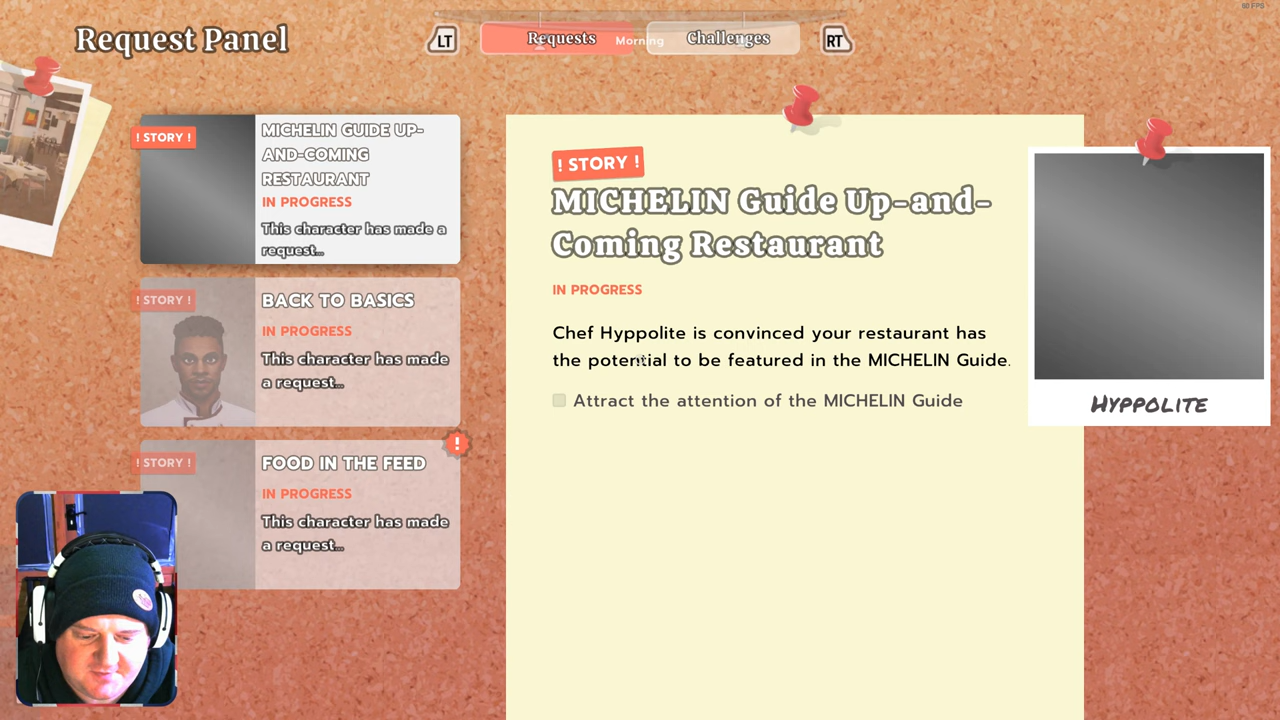 60 FPS
Request Panel
LT
Requests
Morning
Challenges
RT
! STORY !
MICHELIN GUIDE UP-
AND-COMING
RESTAURANT
IN PROGRESS
This character has made a
request...
! STORY !
BACK TO BASICS
IN PROGRESS
This character has made
a request...
! STORY !
FOOD IN THE FEED
!
IN PROGRESS
This character has made
a request...
! STORY !
MICHELIN Guide Up-and-
Coming Restaurant
IN PROGRESS
Chef Hyppolite is convinced your restaurant has
the potential to be featured in the MICHELIN Guide.
Attract the attention of the MICHELIN Guide
HYPPOLITE